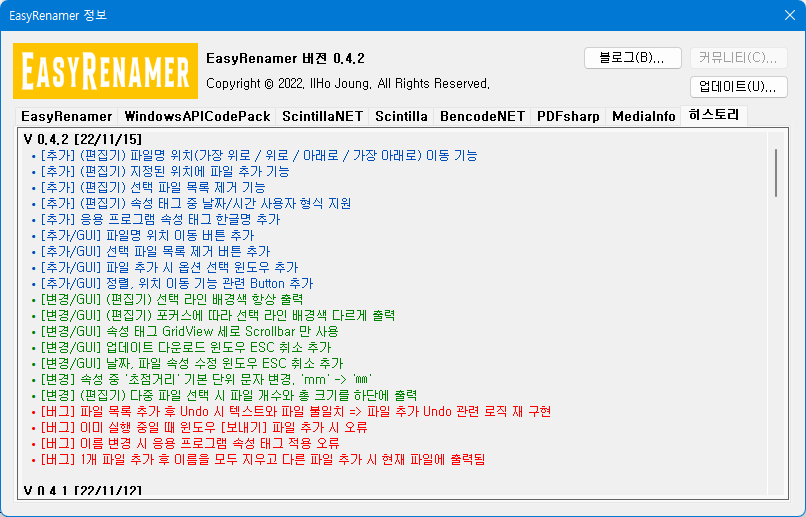 EasyRenamer 정보
EASYRENAMER
EasyRenamer 버젼 0.4.2
Copyright © 2022, IlHo Joung, All Rights Reserved,
블로그(B)...
커뮤니티(C)...
업데이트(U)...
EasyRenamer WindowsAPICodePack ScintillaNET Scintilla BencodeNET PDFsharp MediaInfo 히스토리
V 0.4.2 [22/11/15]
• [추가] (편집기) 파일명 위치(가장 위로 / 위로 / 아래로 / 가장 아래로) 이동 기능
• [추가] (편집기) 지정된 위치에 파일 추가 기능
• [추가] (편집기) 선택 파일 목록 제거 기능
• [추가] (편집기) 속성 태그 중 날짜/시간 사용자 형식 지원
• [추가] 응용 프로그램 속성 태그 한글명 추가
• [추가/GUI] 파일명 위치 이동 버튼 추가
• [추가/GUI] 선택 파일 목록 제거 버튼 추가
• [추가/GUI] 파일 추가 시 옵션 선택 윈도우 추가
• [추가/GUI] 정렬, 위치 이동 기능 관련 Button 추가
• [변경/GUI] (편집기) 선택 라인 배경색 항상 출력
• [변경/GUI] (편집기) 포커스에 따라 선택 라인 배경색 다르게 출력
• [변경/GUI] 속성 태그 GridView 세로 Scrollbar 만 사용
• [변경/GUI] 업데이트 다운로드 윈도우 ESC 취소 추가
• [변경/GUI] 날짜, 파일 속성 수정 윈도우 ESC 취소 추가
• [변경] 속성 중 '초점거리' 기본 단위 문자 변경, 'mm' -> '㎜'
• [변경] (편집기) 다중 파일 선택 시 파일 개수와 총 크기를 하단에 출력
• [버그] 파일 목록 추가 후 Undo 시 텍스트와 파일 불일치 => 파일 추가 Undo 관련 로직 재 구현
• [버그] 이미 실행 중일 때 윈도우 [보내기] 파일 추가 시 오류
• [버그] 이름 변경 시 응용 프로그램 속성 태그 적용 오류
• [버그] 1개 파일 추가 후 이름을 모두 지우고 다른 파일 추가 시 현재 파일에 출력됨
V 0.4.1 [22/11/12]